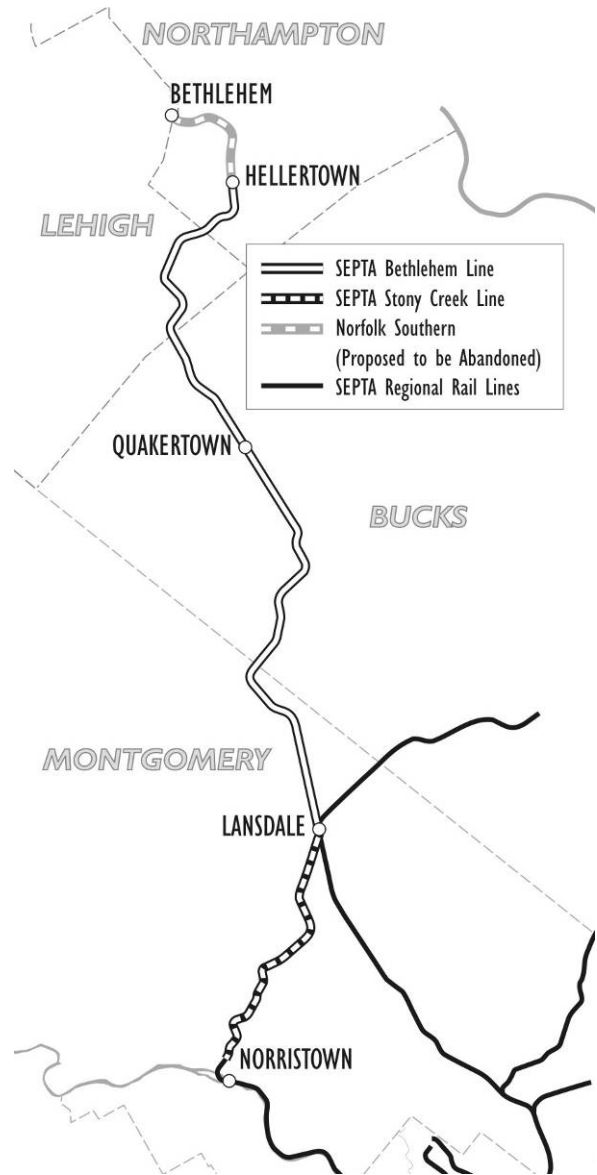 NORTHAMPTON
BETHLEHEM
HELLERTOWN
LEHIGH
SEPTA Bethlehem Line
SEPTA Stony Creek Line
Norfolk Southern
(Proposed to be Abandoned)
SEPTA Regional Rail Lines
QUAKERTOWN
BUCKS
MONTGOMERY
LANSDALE
NORRISTOWN